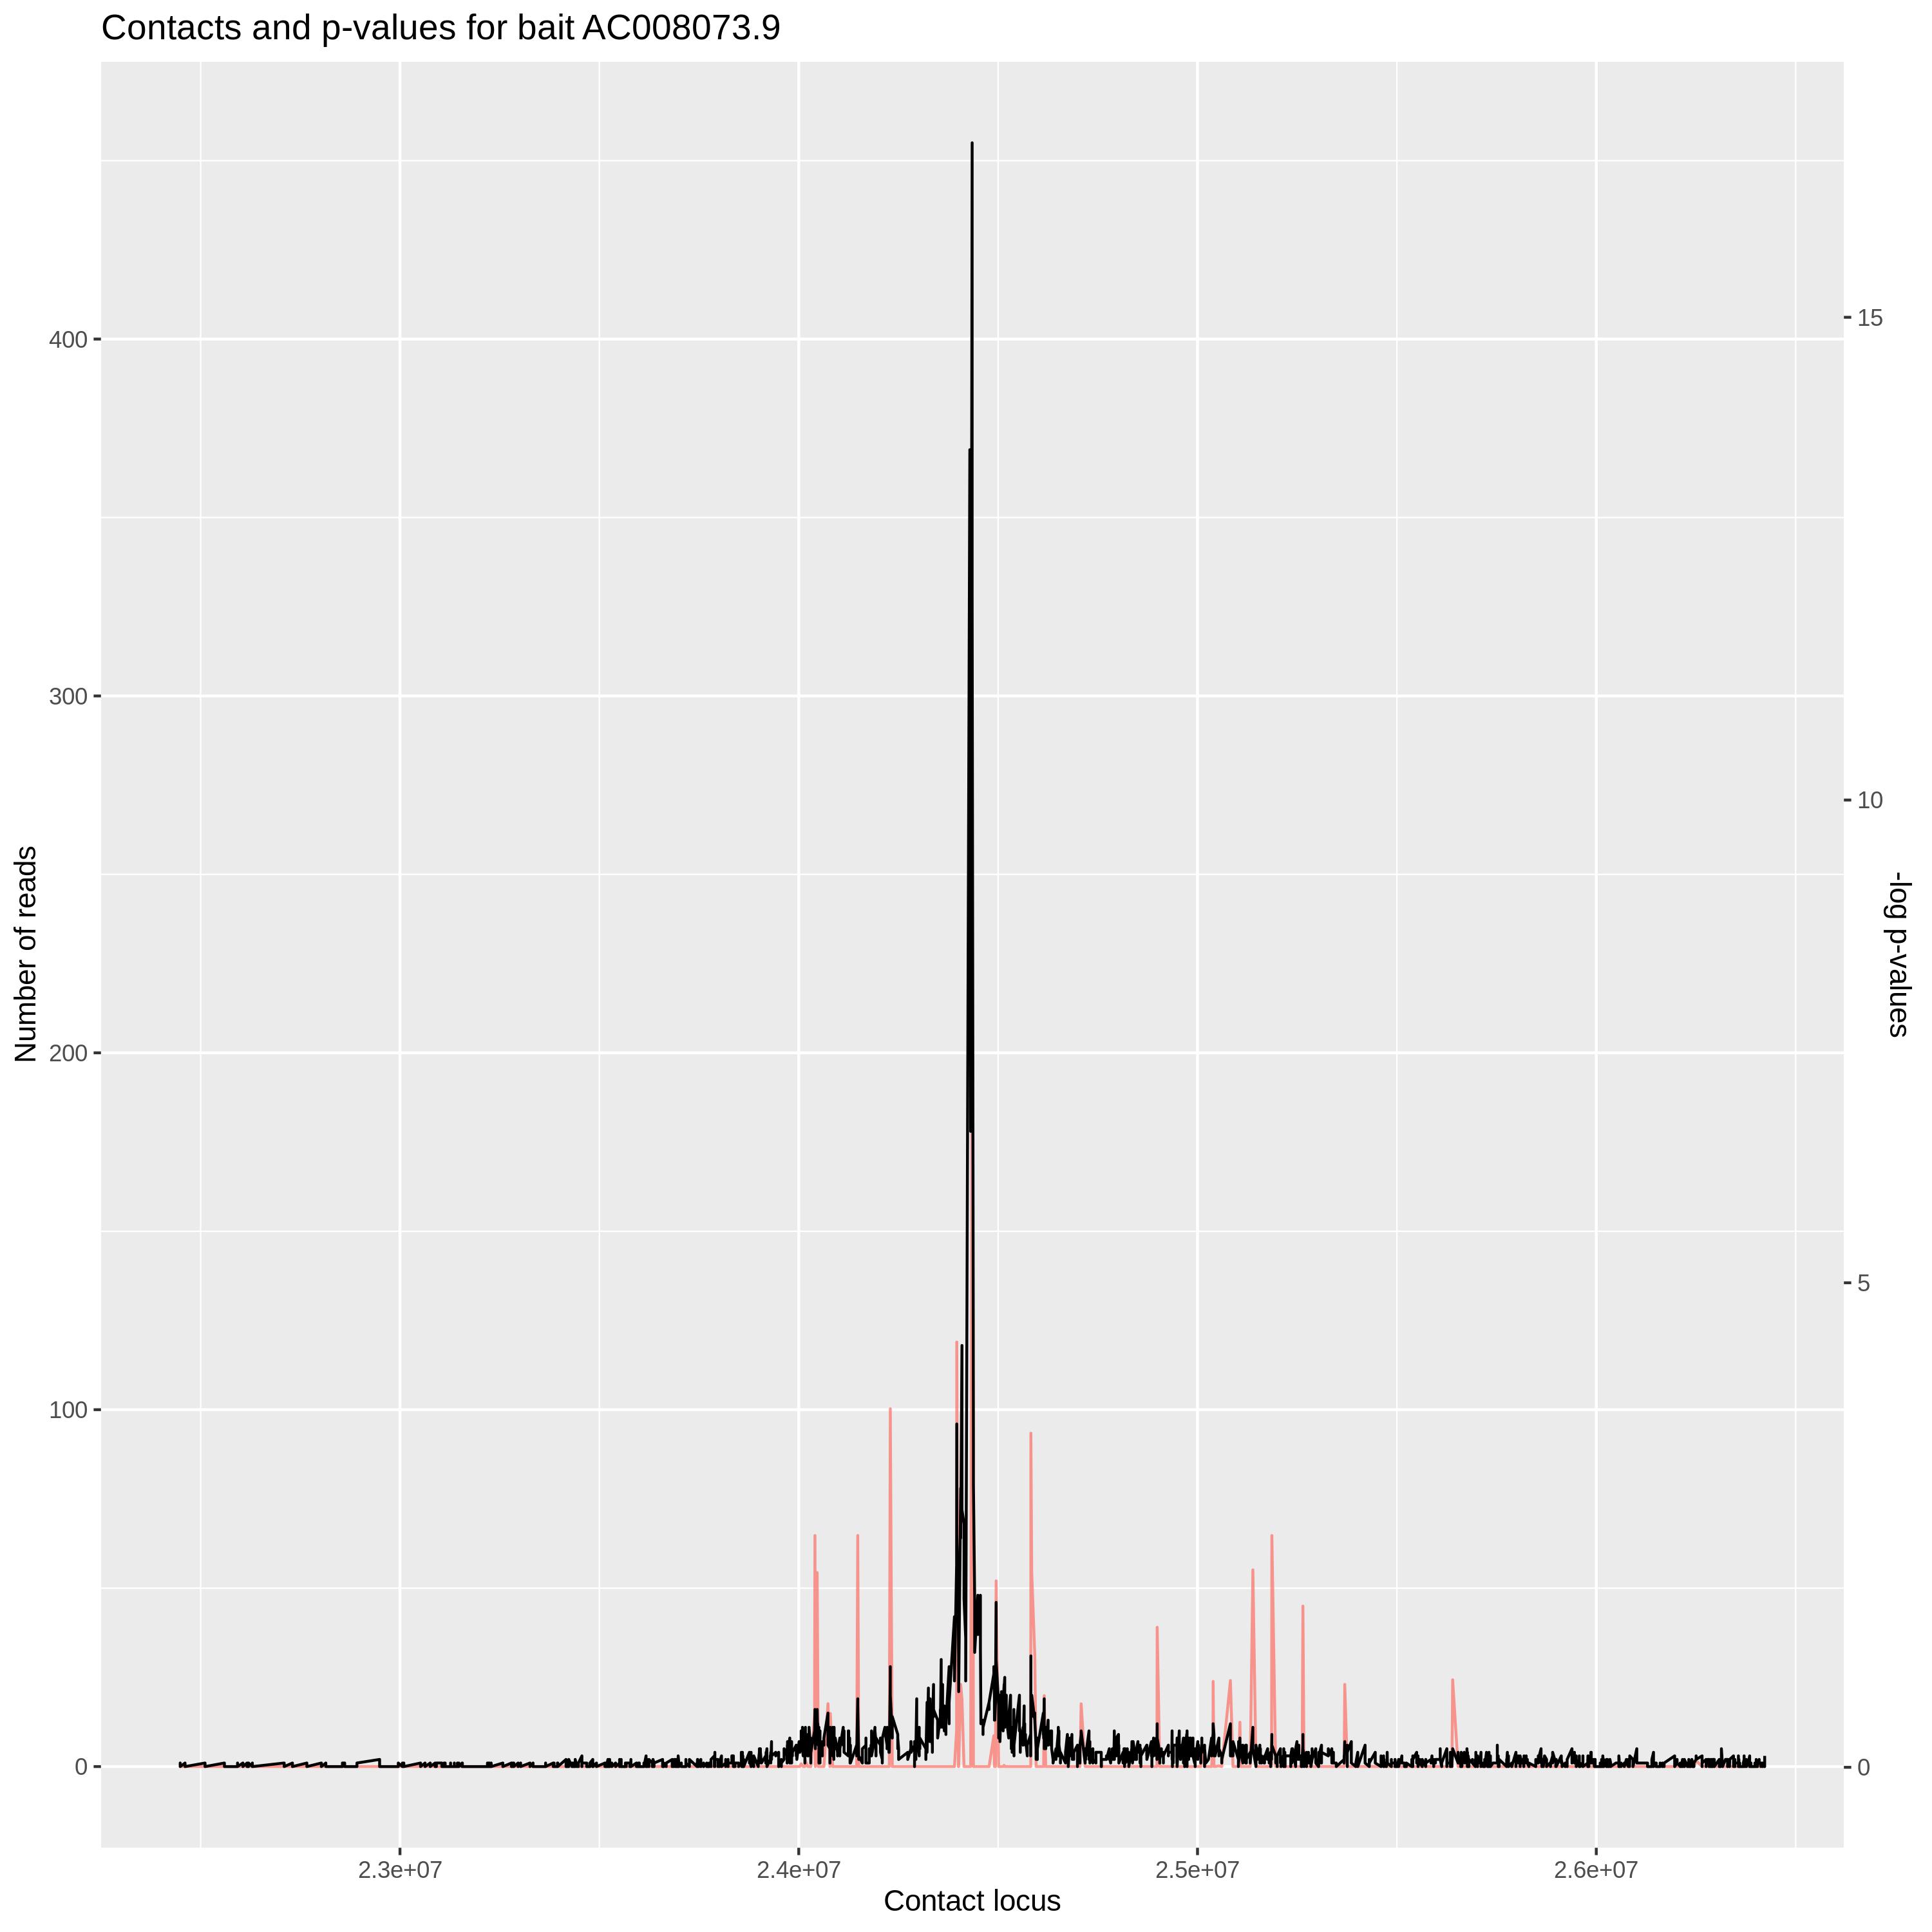 Contacts and p-values for bait AC008073.9
400
300
200
100
0
Number of reads
15
10
5
0
-log p-values
2.3e+07 2.4e+07 2.5e+07 2.6e+07
Contact locus